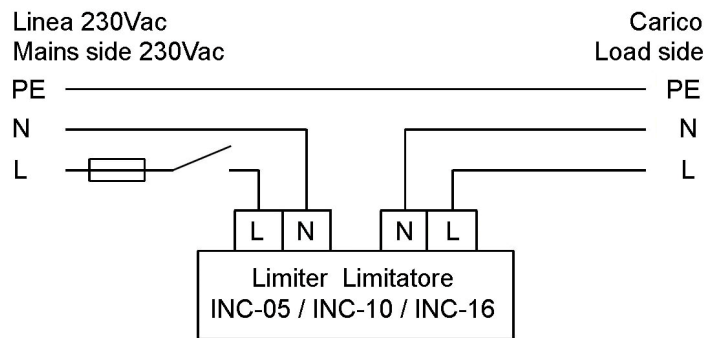 Linea 230Vac Carico
Mains side 230Vac Load side
PE PE
N N
L L
L N N L
Limiter Limitatore
INC-05 / INC-10 / INC-16